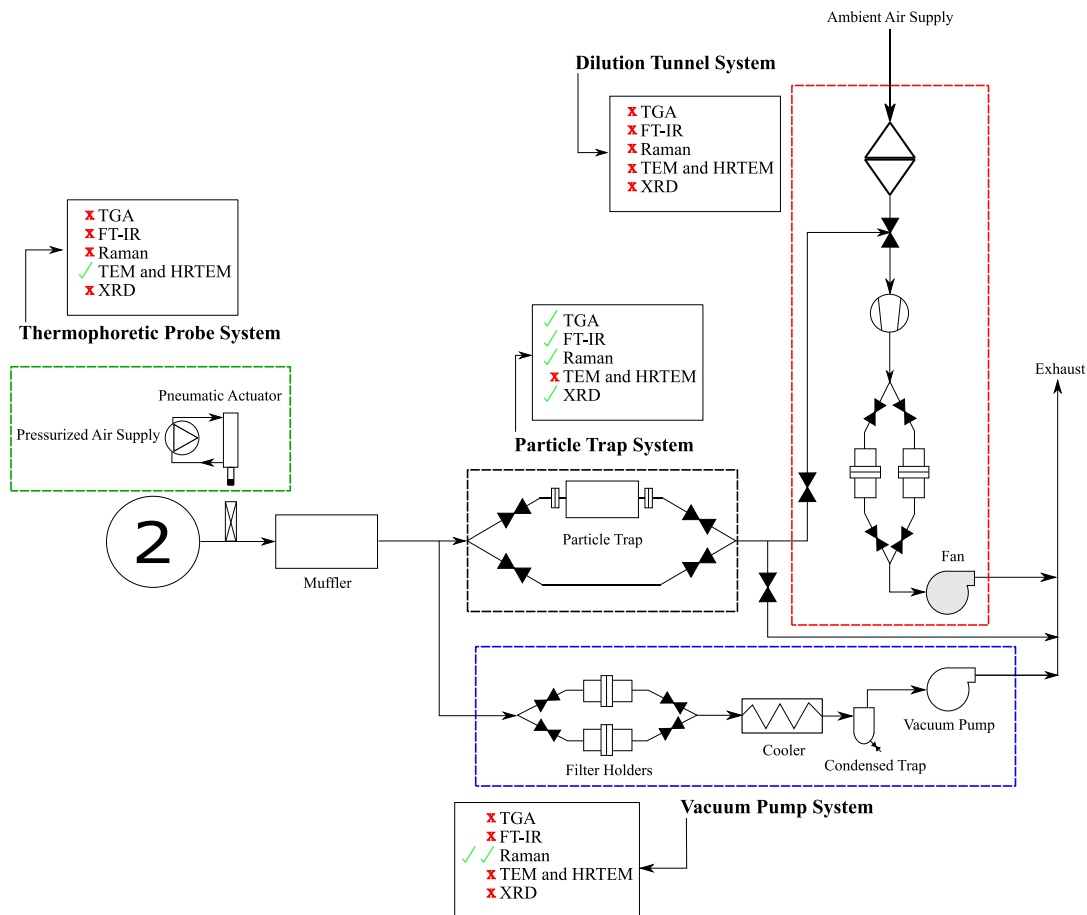 Ambient Air Supply
Dilution Tunnel System
x TGA
x FT-IR
x Raman
x TEM and HRTEM
x XRD
x TGA
x FT-IR
x Raman
✓ TEM and HRTEM
x XRD
Thermophoretic Probe System
✓ TGA
✓ FT-IR
✓ Raman
x TEM and HRTEM
✓ XRD
Particle Trap System
Exhaust
Pneumatic Actuator
Pressurized Air Supply
2
Muffler
Particle Trap
Fan
Filter Holders
Cooler
Condensed Trap
Vacuum Pump
Vacuum Pump System
x TGA
x FT-IR
✓ ✓ Raman
x TEM and HRTEM
x XRD